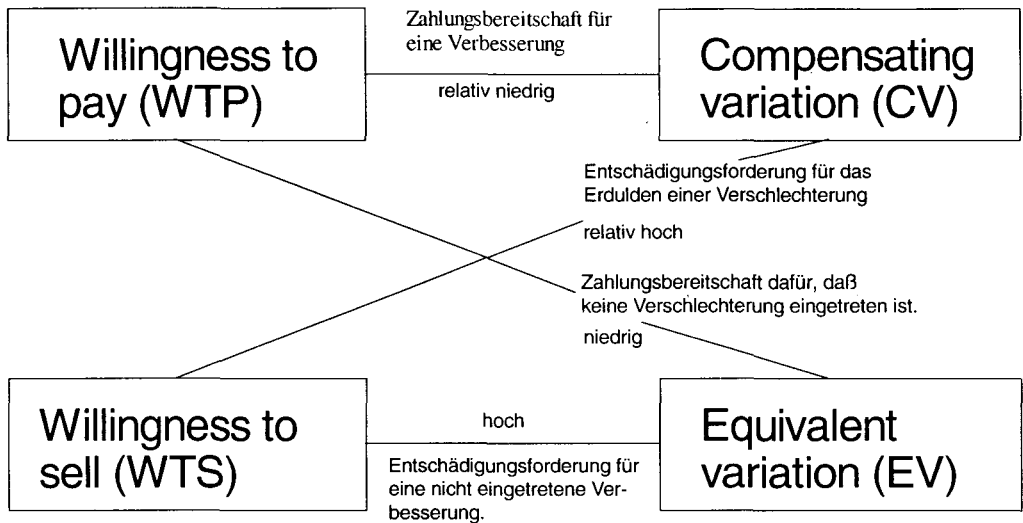 Willingness to
pay (WTP)
Zahlungsbereitschaft für
eine Verbesserung
relativ niedrig
Compensating
variation (CV)
Entschädigungsforderung für das
Erdulden einer Verschlechterung
relativ hoch
Zahlungsbereitschaft dafür, daß
keine Verschlechterung eingetreten ist.
niedrig
Willingness to
sell (WTS)
hoch
Entschädigungsforderung für
eine nicht eingetretene Ver-
besserung.
Equivalent
variation (EV)